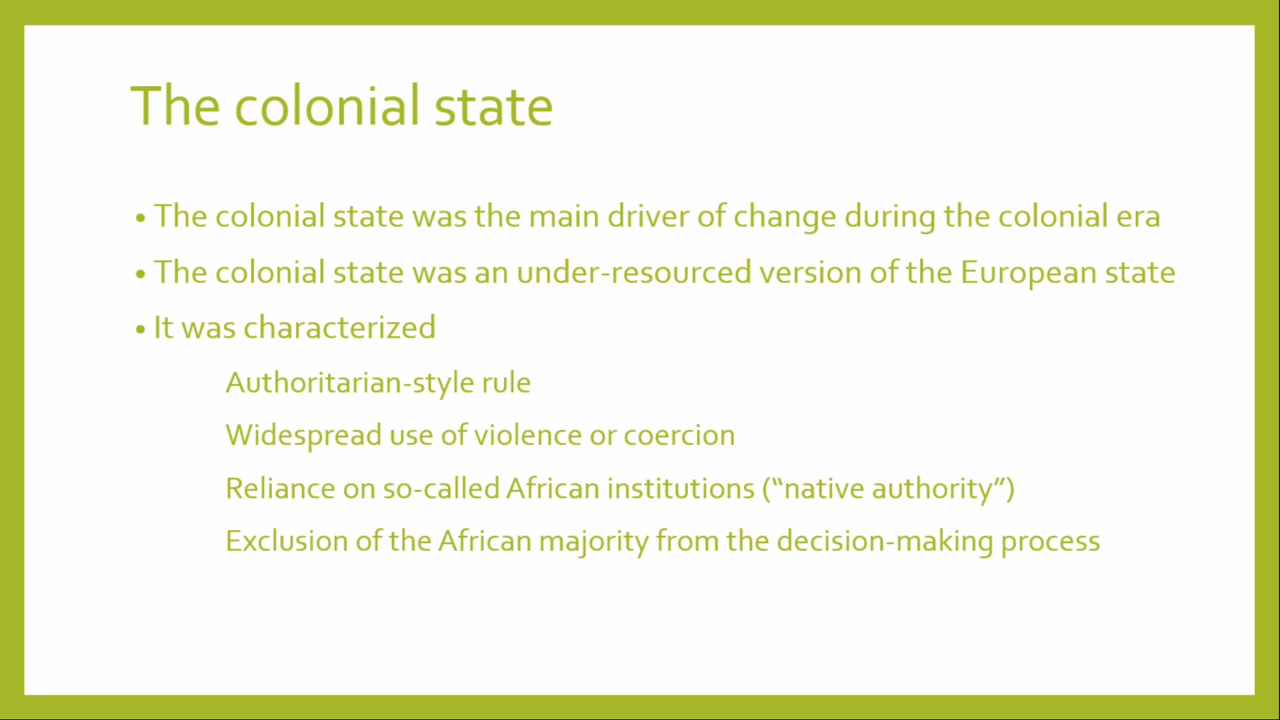 The colonial state
• The colonial state was the main driver of change during the colonial era
• The colonial state was an under-resourced version of the European state
• It was characterized
Authoritarian-style rule
Widespread use of violence or coercion
Reliance on so-called African institutions (“native authority”)
Exclusion of the African majority from the decision-making process